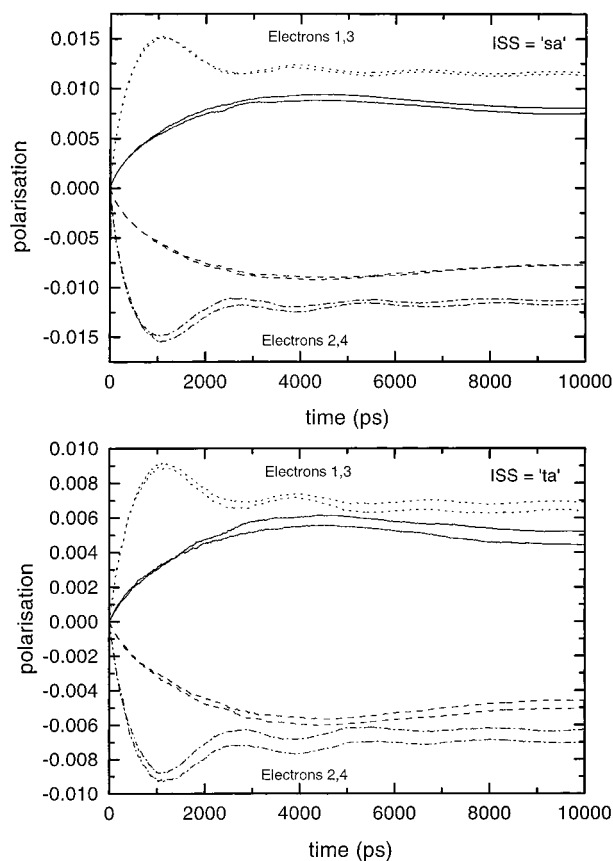 Electrons 1,3
ISS = 'sa'
0.015
0.010
0.005
0.000
-0.005
-0.010
-0.015
polarisation
Electrons 2,4
0 2000 4000 6000 8000 10000
time (ps)
0.010
0.008
0.006
0.004
0.002
0.000
-0.002
-0.004
-0.006
-0.008
-0.010
polarisation
Electrons 1,3
ISS = 'ta'
Electrons 2,4
0 2000 4000 6000 8000 10000
time (ps)